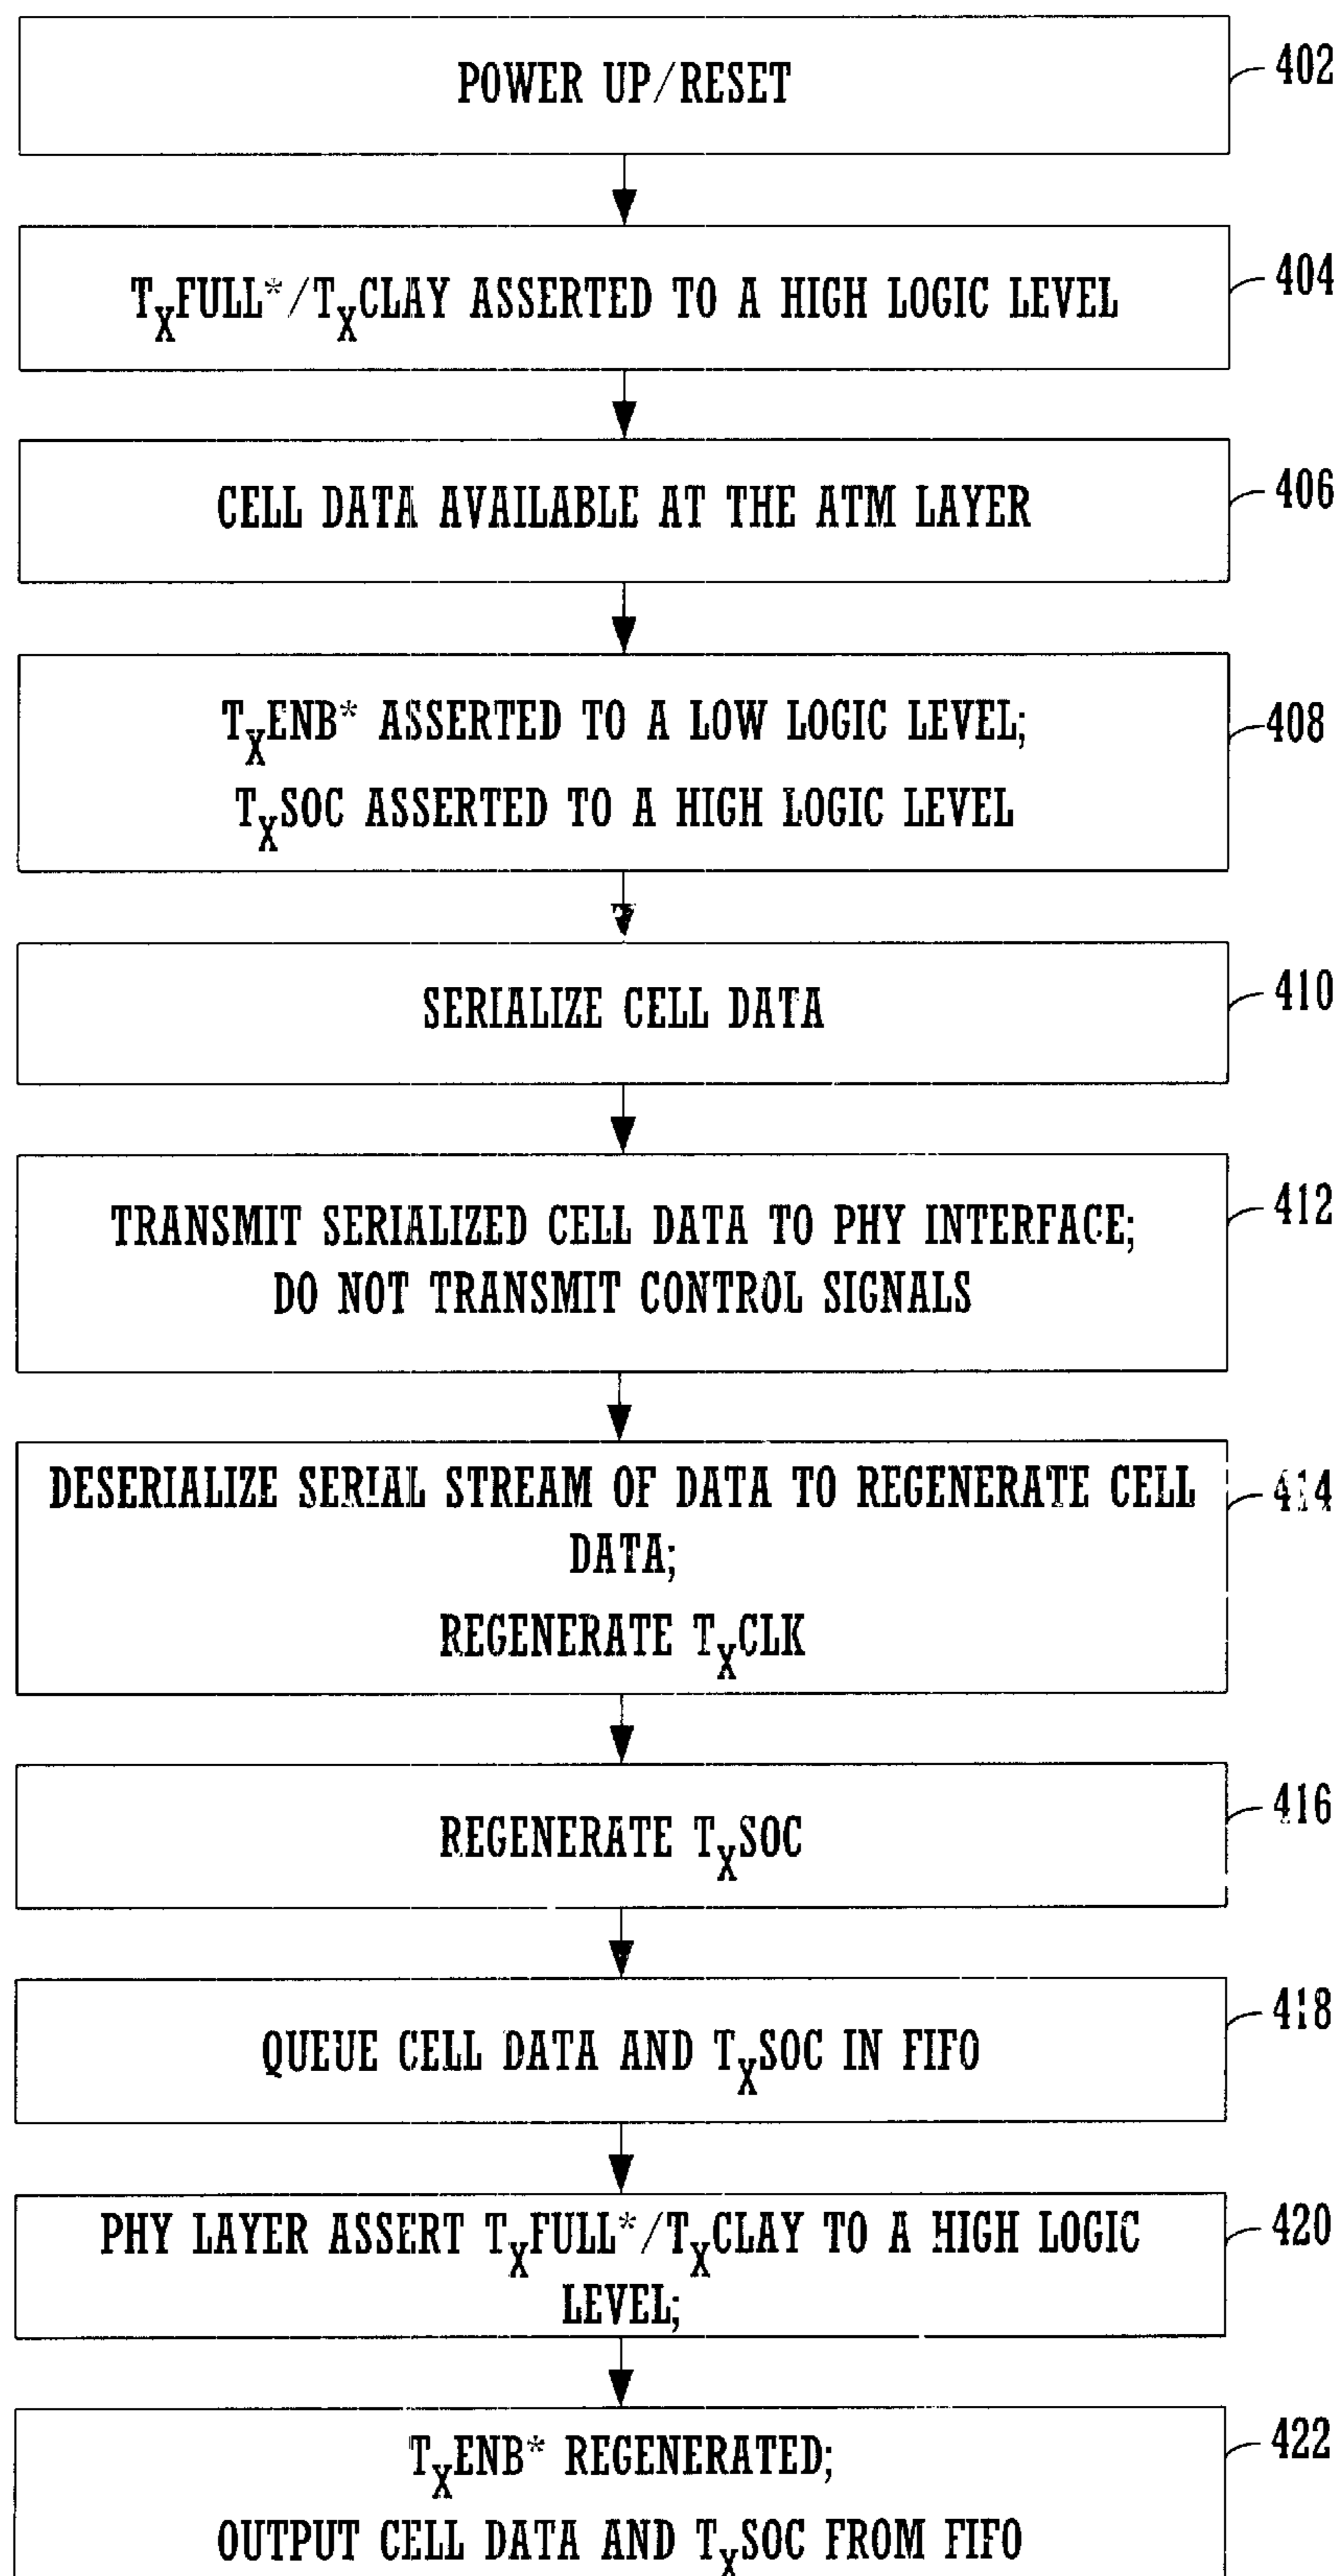 POWER UP/RESET
402
TXFULL*/TXCLAY ASSERTED TO A HIGH LOGIC LEVEL
404
CELL DATA AVAILABLE AT THE ATM LAYER
406
TXENB* ASSERTED TO A LOW LOGIC LEVEL;
TXSOC ASSERTED TO A HIGH LOGIC LEVEL
408
SERIALIZE CELL DATA
410
TRANSMIT SERIALIZED CELL DATA TO PHY INTERFACE;
DO NOT TRANSMIT CONTROL SIGNALS
412
DESERIALIZE SERIAL STREAM OF DATA TO REGENERATE CELL
DATA;
REGENERATE TXCLK
414
REGENERATE TXSOC
416
QUEUE CELL DATA AND TXSOC IN FIFO
418
PHY LAYER ASSERT TXFULL*/TXCLAY TO A HIGH LOGIC
LEVEL;
420
TXENB* REGENERATED;
OUTPUT CELL DATA AND TXSOC FROM FIFO
422